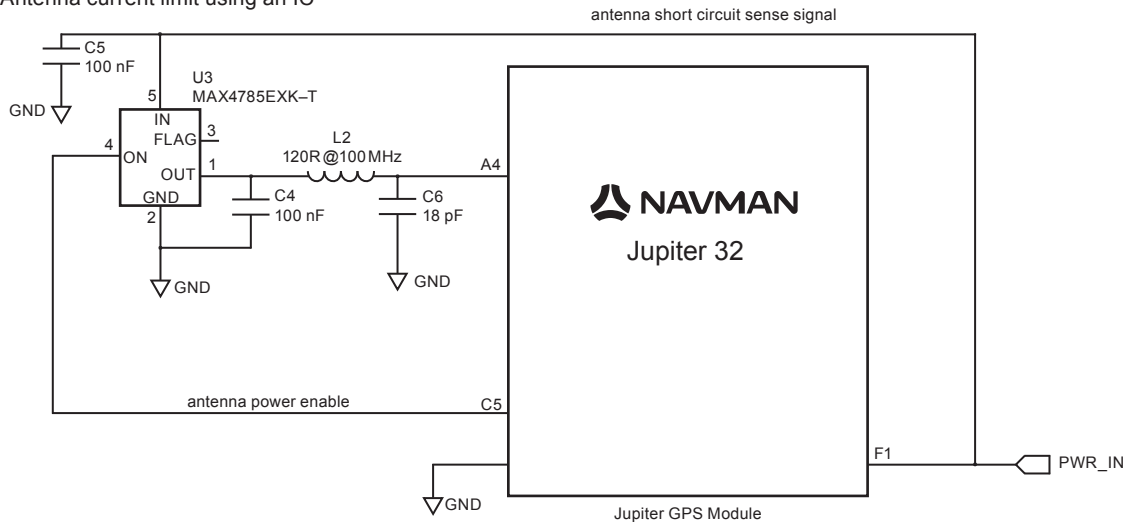 Antenna current limit using an IC
antenna short circuit sense signal
C5
100 nF
GND
U3
MAX4785EXK–T
5
IN
FLAG
3
4
ON
OUT
1
GND
2
L2
120R@100MHz
A4
C4
100 nF
C6
18 pF
GND
GND
NAVMAN
Jupiter 32
antenna power enable
C5
F1
PWR_IN
GND
Jupiter GPS Module